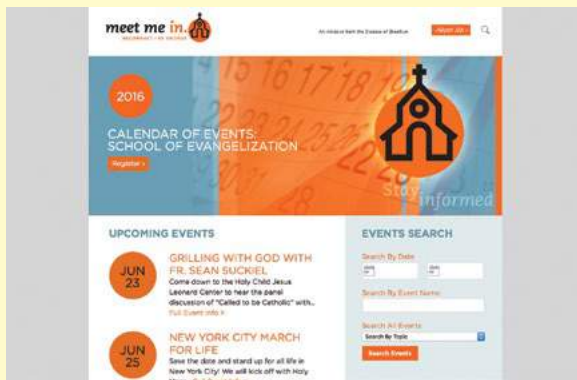 meet me in.
An initiative from the Diocese of Brooklyn
About Us >
2016
CALENDAR OF EVENTS:
SCHOOL OF EVANGELIZATION
Register >
15 16 17 18 19
Stay informed
UPCOMING EVENTS
JUN
23
GRILLING WITH GOD WITH
FR. SEAN SUCKIEL
Come down to the Holy Child Jesus
Leonard Center to hear the panel
discussion of "Called to be Catholic" with...
Full Event Info >
JUN
25
NEW YORK CITY MARCH
FOR LIFE
Save the date and stand up for all life in
New York City! We will kick off with Holy
EVENTS SEARCH
Search By Date
Search By Event Name
Search All Events
Search By Topic
Search Events